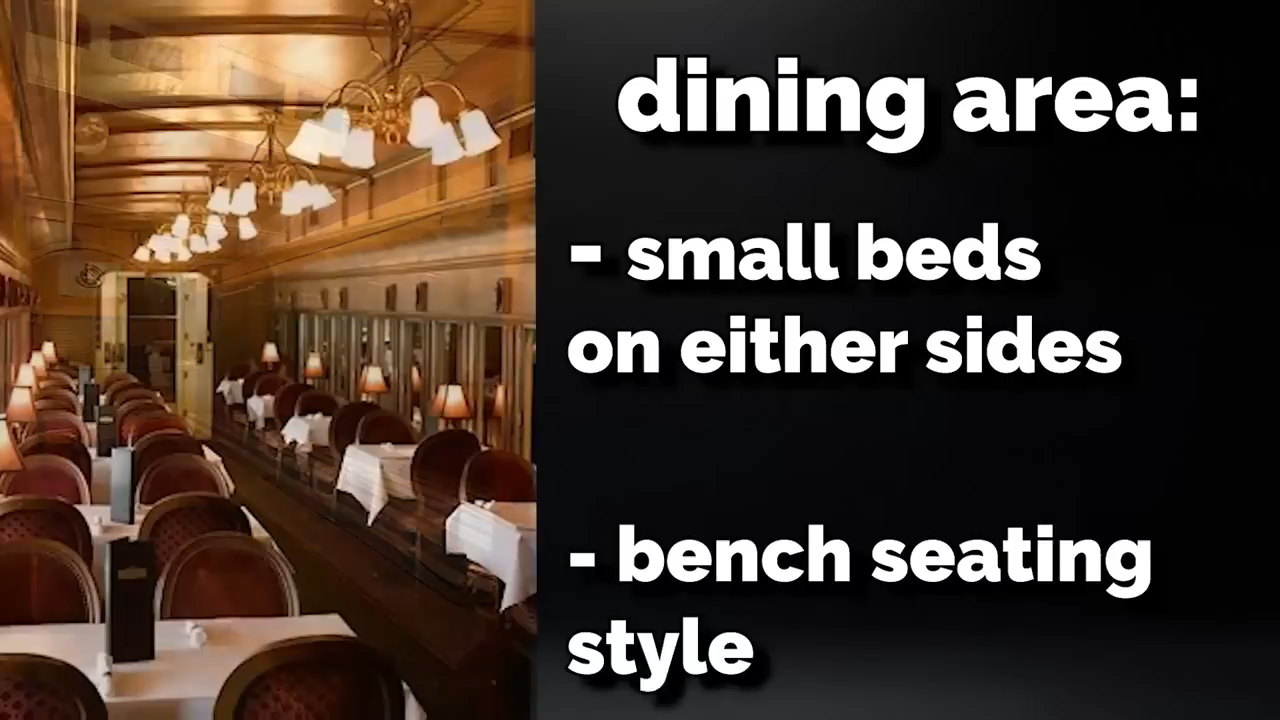 dining area:
- small beds
on either sides
- bench seating
style